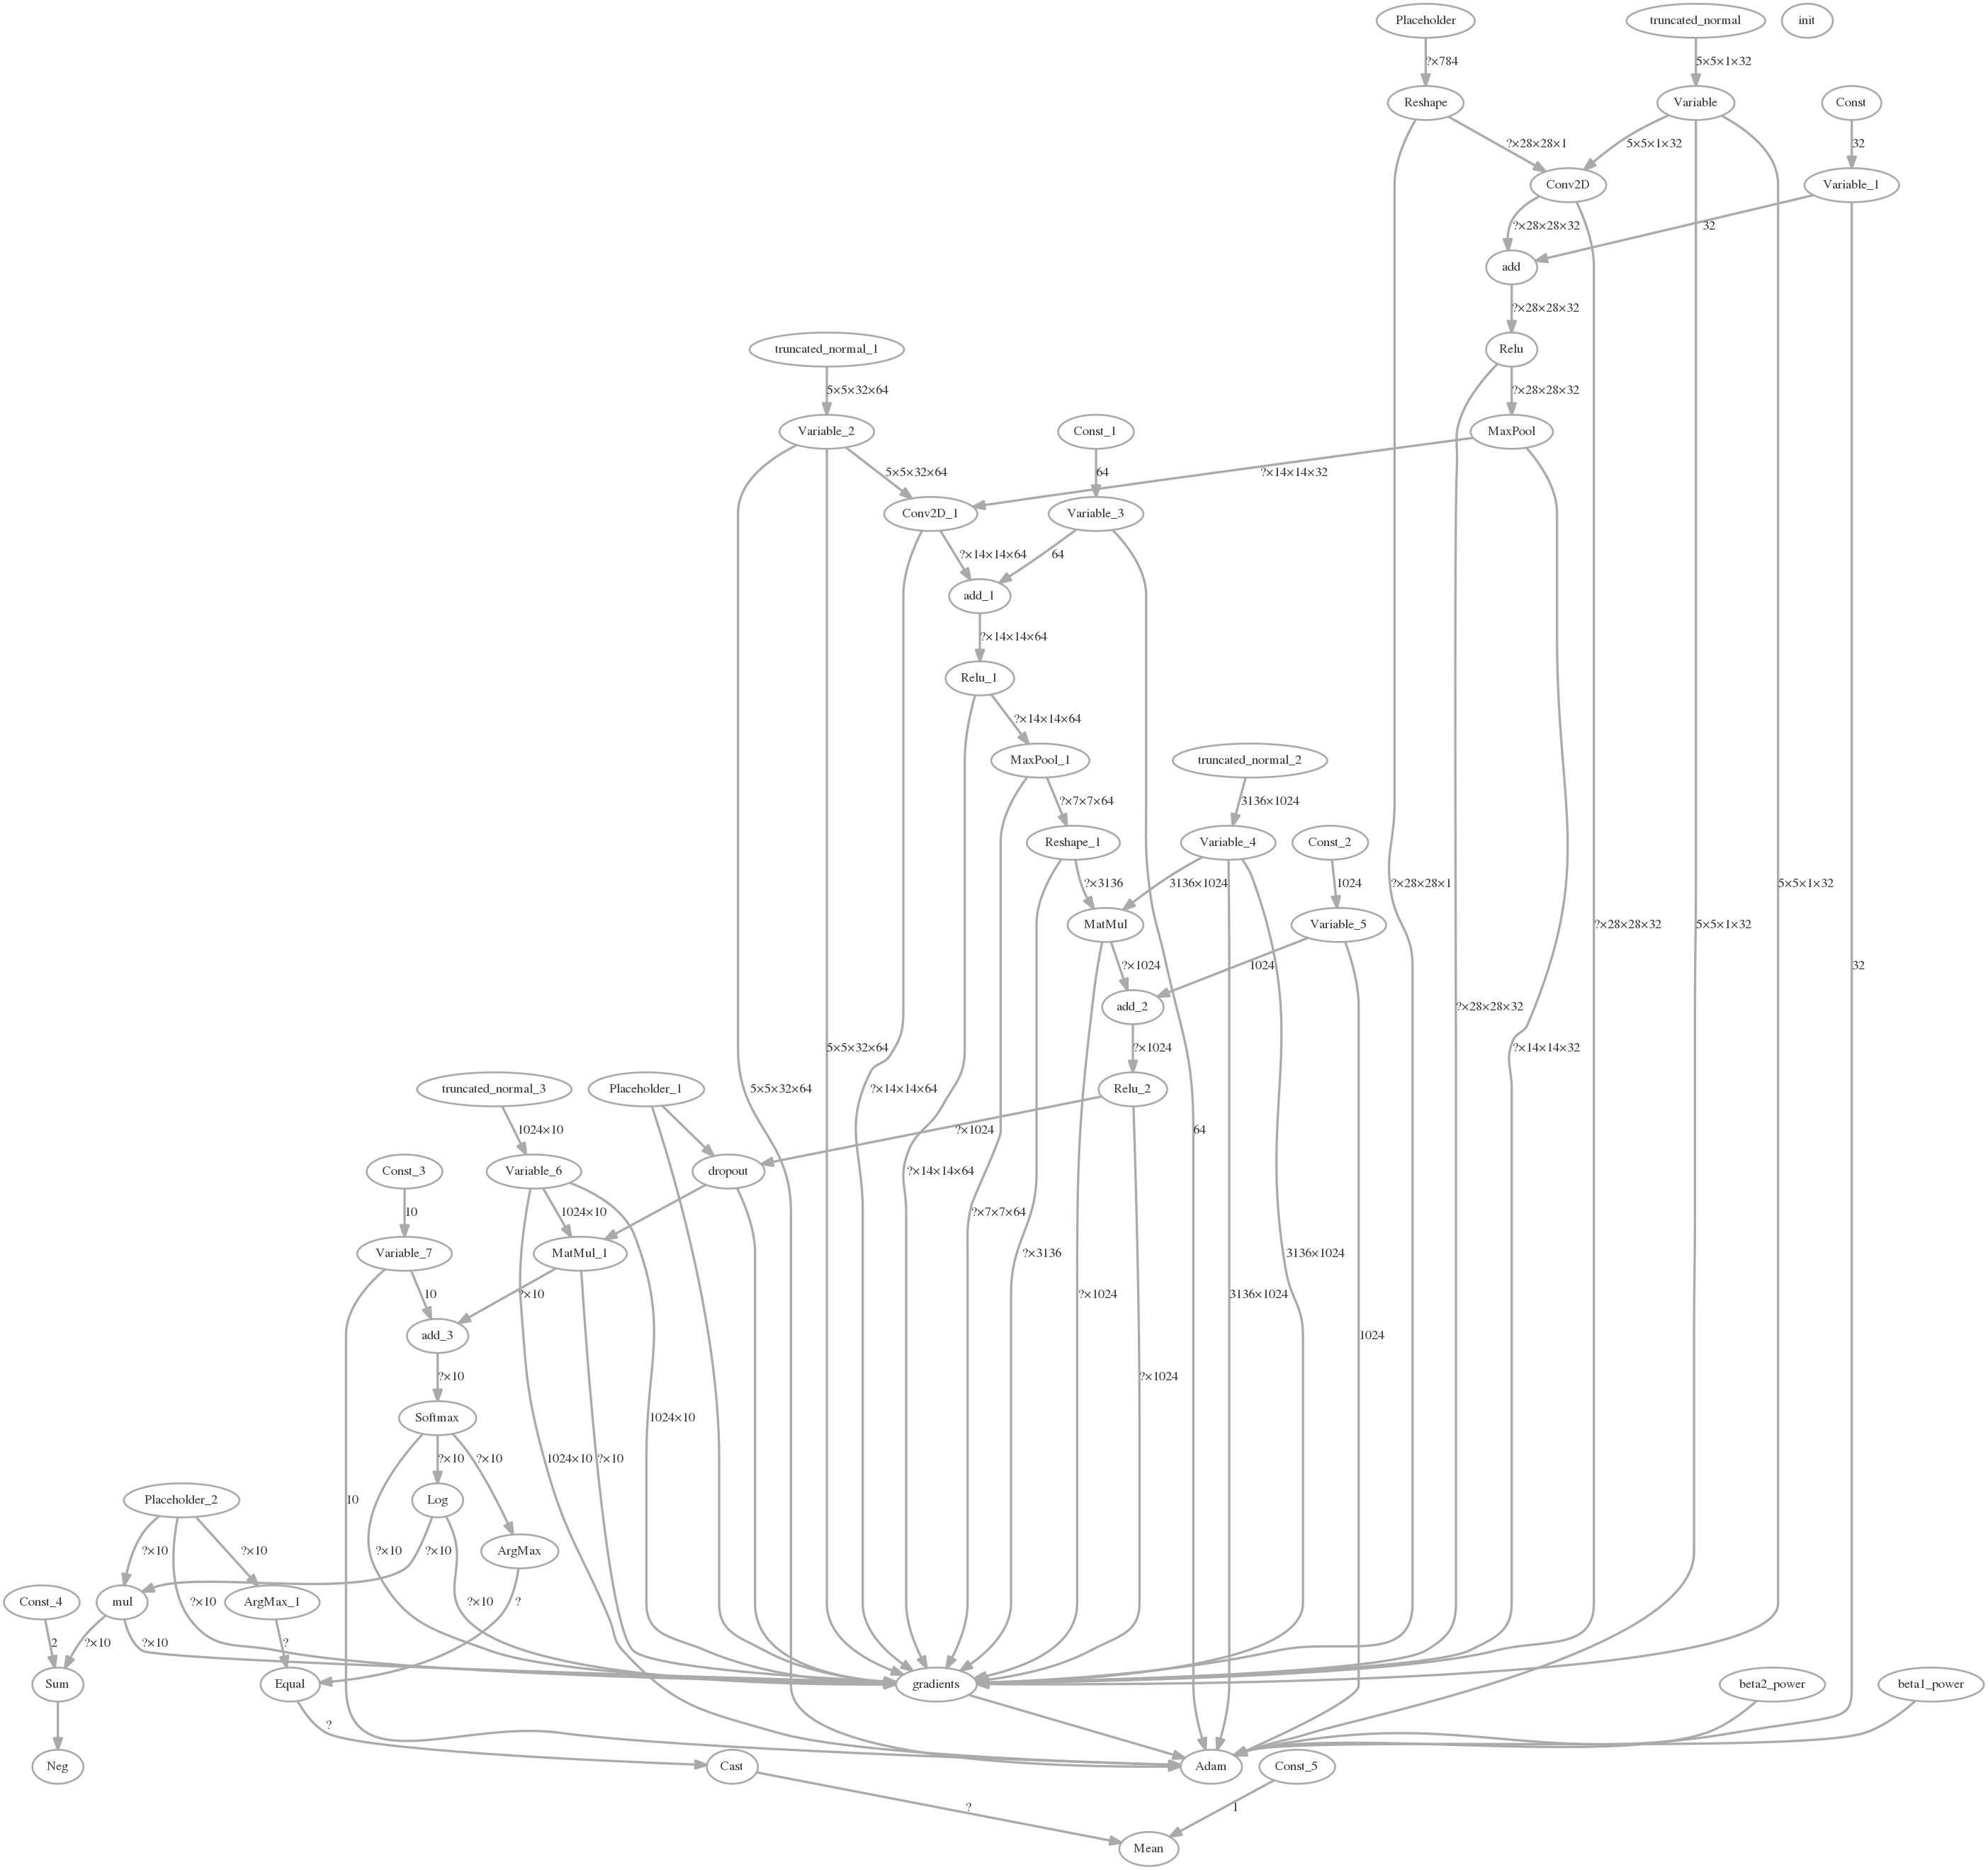 Placeholder
truncated_normal
init
?×784
5×5×1×32
Reshape
Variable
Const
?×28×28×1
5×5×1×32
32
Conv2D
Variable_1
?×28×28×32
32
add
?×28×28×32
truncated_normal_1
Relu
5×5×32×64
?×28×28×32
Variable_2
Const_1
MaxPool
5×5×32×64
64
?×14×14×32
Conv2D_1
Variable_3
?×14×14×64
64
add_1
?×14×14×64
Relu_1
?×14×14×64
MaxPool_1
truncated_normal_2
?×7×7×64
3136×1024
Reshape_1
Variable_4
Const_2
?×3136
3136×1024
1024
?×28×28×1
5×5×1×32
MatMul
Variable_5
?×28×28×32
5×5×1×32
?×1024
1024
32
add_2
?×28×28×32
5×5×32×64
?×1024
?×14×14×32
truncated_normal_3
Placeholder_1
5×5×32×64
?×14×14×64
Relu_2
1024×10
?×1024
64
Const_3
Variable_6
dropout
?×14×14×64
10
1024×10
?×7×7×64
Variable_7
MatMul_1
?×3136
3136×1024
10
?×10
?×1024
3136×1024
add_3
1024
?×10
?×1024
Softmax
1024×10
?×10
?×10
1024×10
?×10
Placeholder_2
10
Log
?×10
?×10
?×10
?×10
ArgMax
Const_4
mul
?×10
ArgMax_1
?×10
?
2
?×10
?×10
?
Sum
Equal
gradients
beta2_power
beta1_power
?
Neg
Cast
Adam
Const_5
?
1
Mean